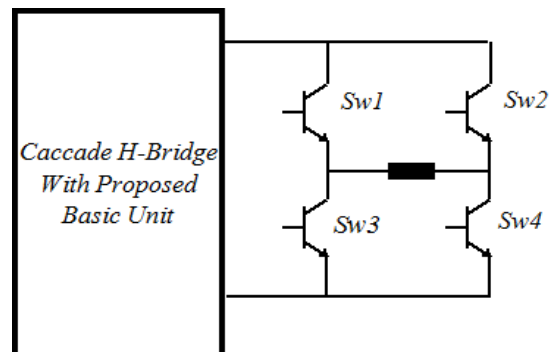 Caccade H-Bridge
With Proposed
Basic Unit
Sw1
Sw2
Sw3
Sw4